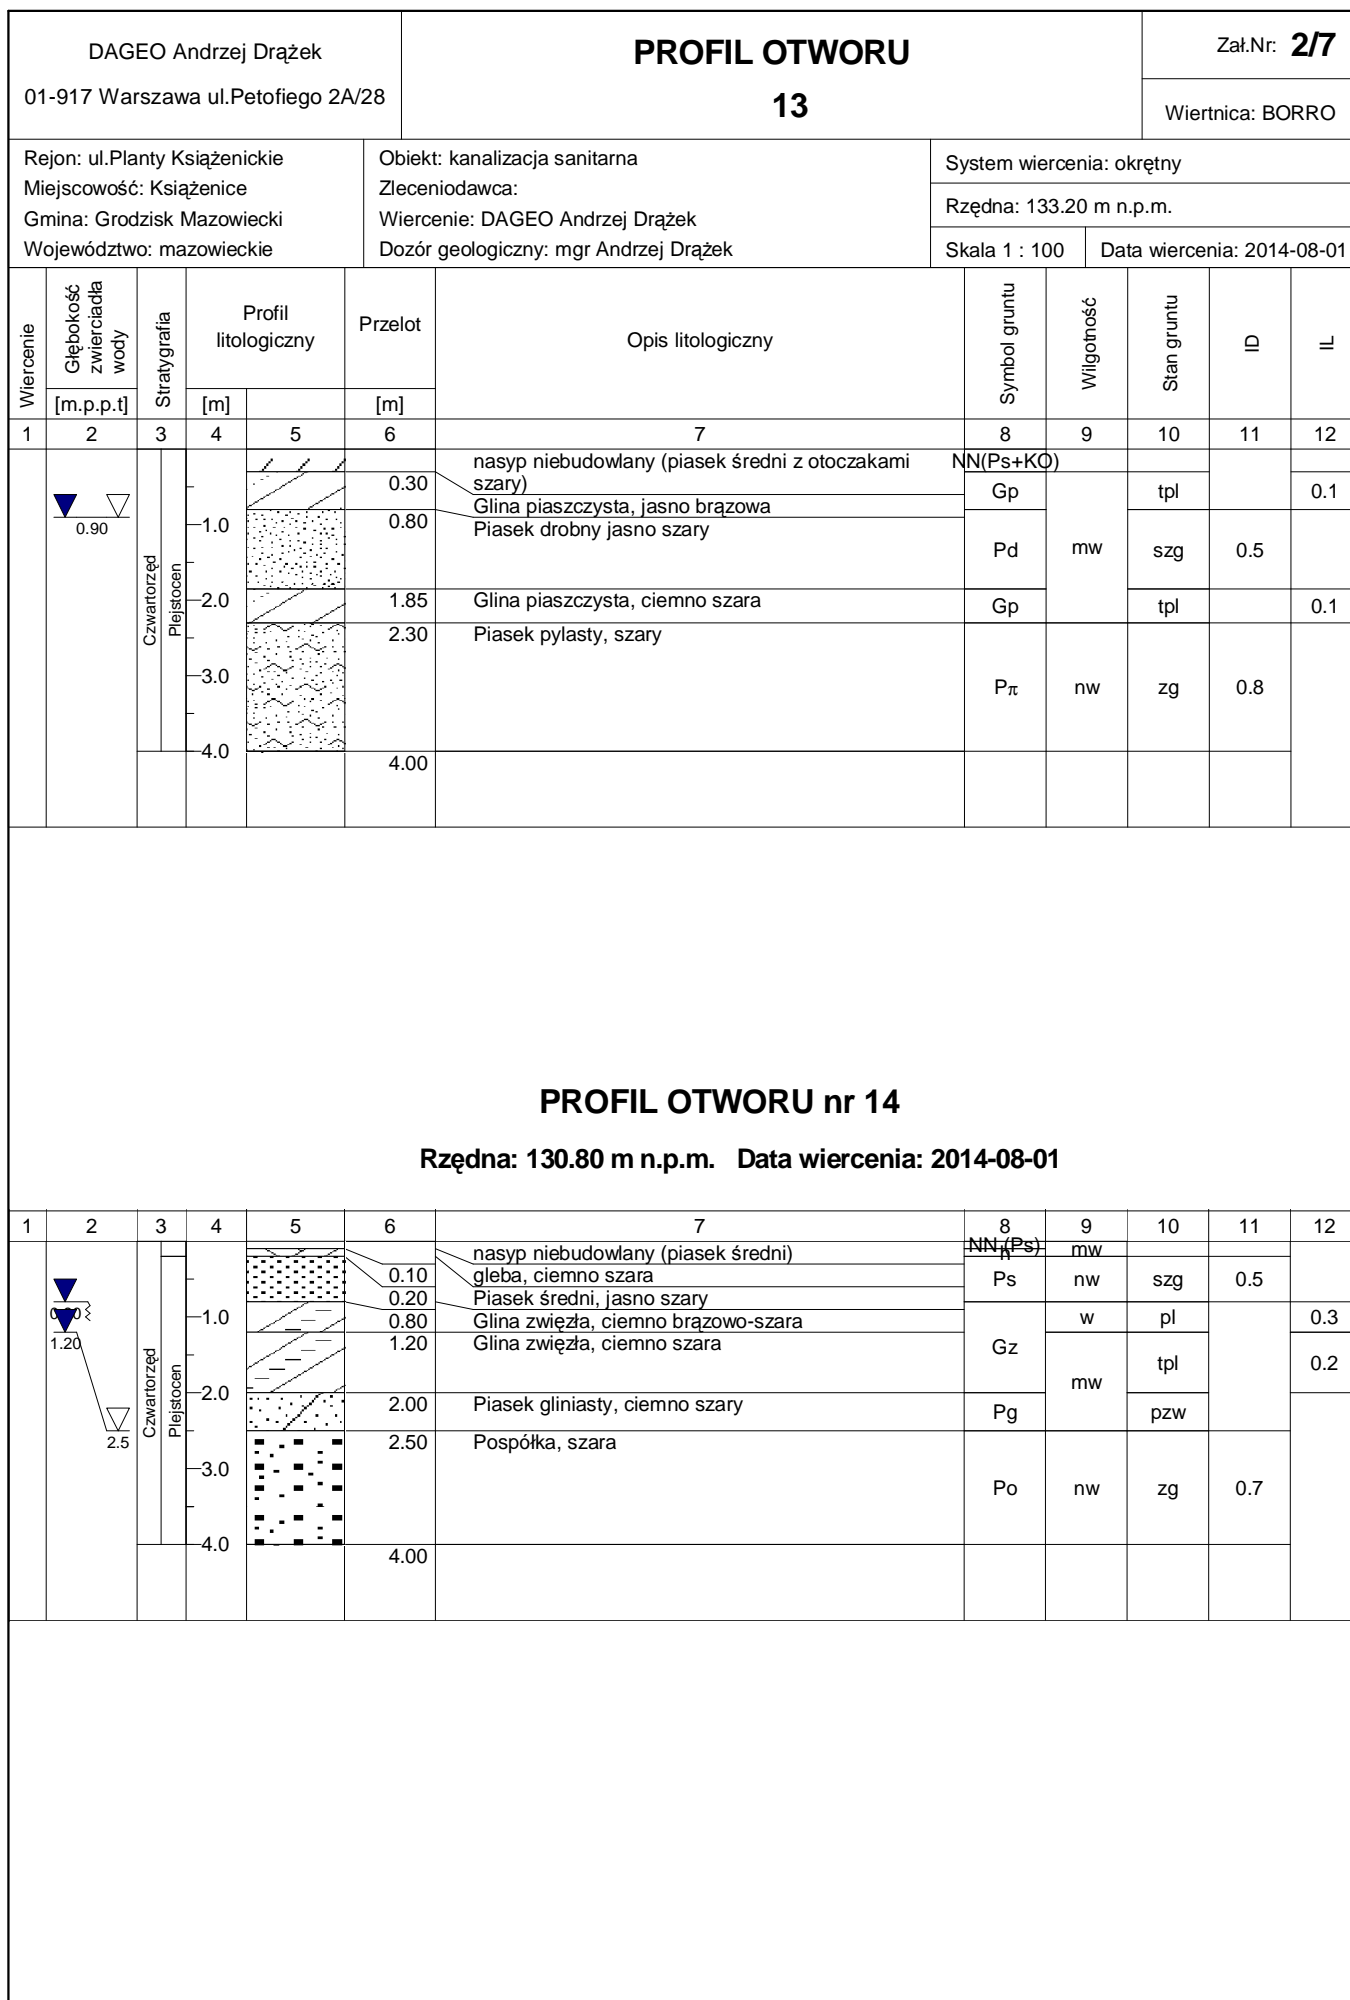 DAGEO Andrzej Drążek
01-917 Warszawa ul.Petofiego 2A/28
PROFIL OTWORU
13
Zał.Nr: 2/7
Wiertnica: BORRO
Rejon: ul.Planty Książenickie
Miejscowość: Książenice
Gmina: Grodzisk Mazowiecki
Województwo: mazowieckie
Obiekt: kanalizacja sanitarna
Zleceniodawca:
Wiercenie: DAGEO Andrzej Drążek
Dozór geologiczny: mgr Andrzej Drążek
System wiercenia: okrętny
Rzędna: 133.20 m n.p.m.
Skala 1 : 100 Data wiercenia: 2014-08-01
Wiercenie
Głębokość zwierciadła wody
[m.p.p.t]
Stratygrafia
Profil litologiczny
[m]
Przelot
[m]
Opis litologiczny
Symbol gruntu
Wilgotność
Stan gruntu
ID
IL
1 2 3 4 5 6 7 8 9 10 11 12
nasyp niebudowlany (piasek średni z otoczakami NN(Ps+KO)
0.30 szary)
Glina piaszczysta, jasno brązowa Gp tpl 0.1
0.90
1.0 0.80 Piasek drobny jasno szary
Pd mw szg 0.5
Czwartorzęd
Plejstocen
2.0 1.85 Glina piaszczysta, ciemno szara Gp tpl 0.1
2.30 Piasek pylasty, szary
3.0 Pπ nw zg 0.8
4.0 4.00
PROFIL OTWORU nr 14
Rzędna: 130.80 m n.p.m. Data wiercenia: 2014-08-01
1 2 3 4 5 6 7 8 9 10 11 12
nasyp niebudowlany (piasek średni) NN (Ps) mw
h
0.10 gleba, ciemno szara Ps nw szg 0.5
0.20 Piasek średni, jasno szary
1.0 0.80 Glina zwięzła, ciemno brązowo-szara w pl 0.3
1.20 1.20 Glina zwięzła, ciemno szara Gz
tpl 0.2
mw
Czwartorzęd
Plejstocen
2.0 2.00 Piasek gliniasty, ciemno szary Pg pzw
2.5 2.50 Pospółka, szara
3.0 Po nw zg 0.7
4.0 4.00